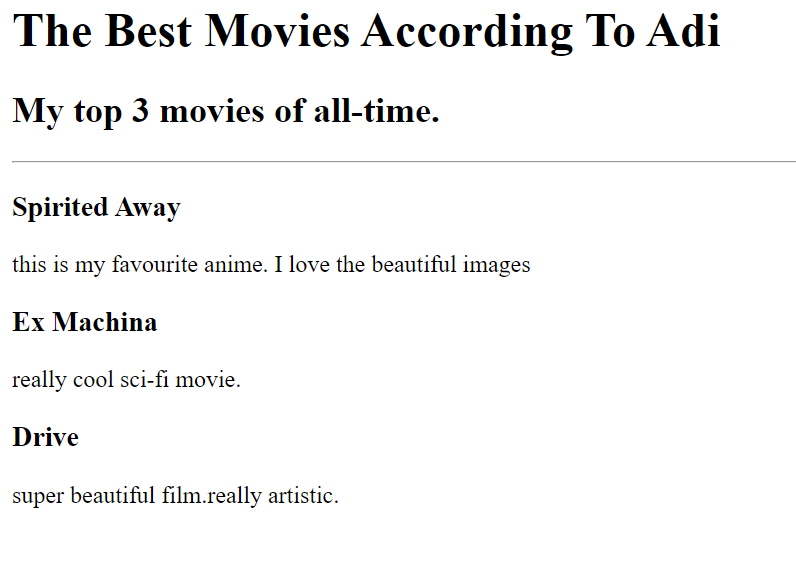 The Best Movies According To Adi
My top 3 movies of all-time.
Spirited Away
this is my favourite anime. I love the beautiful images
Ex Machina
really cool sci-fi movie.
Drive
super beautiful film.really artistic.